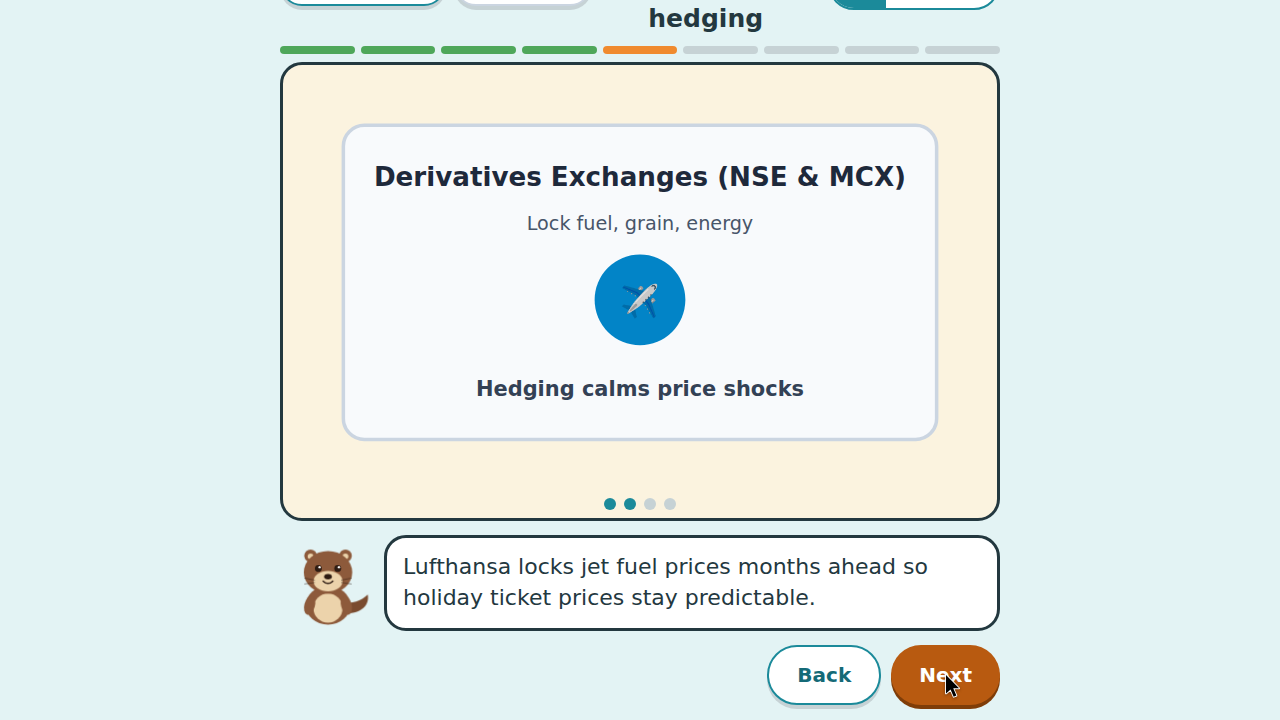 hedging
Derivatives Exchanges (NSE & MCX)
Lock fuel, grain, energy
Hedging calms price shocks
Lufthansa locks jet fuel prices months ahead so
holiday ticket prices stay predictable.
Back
Next